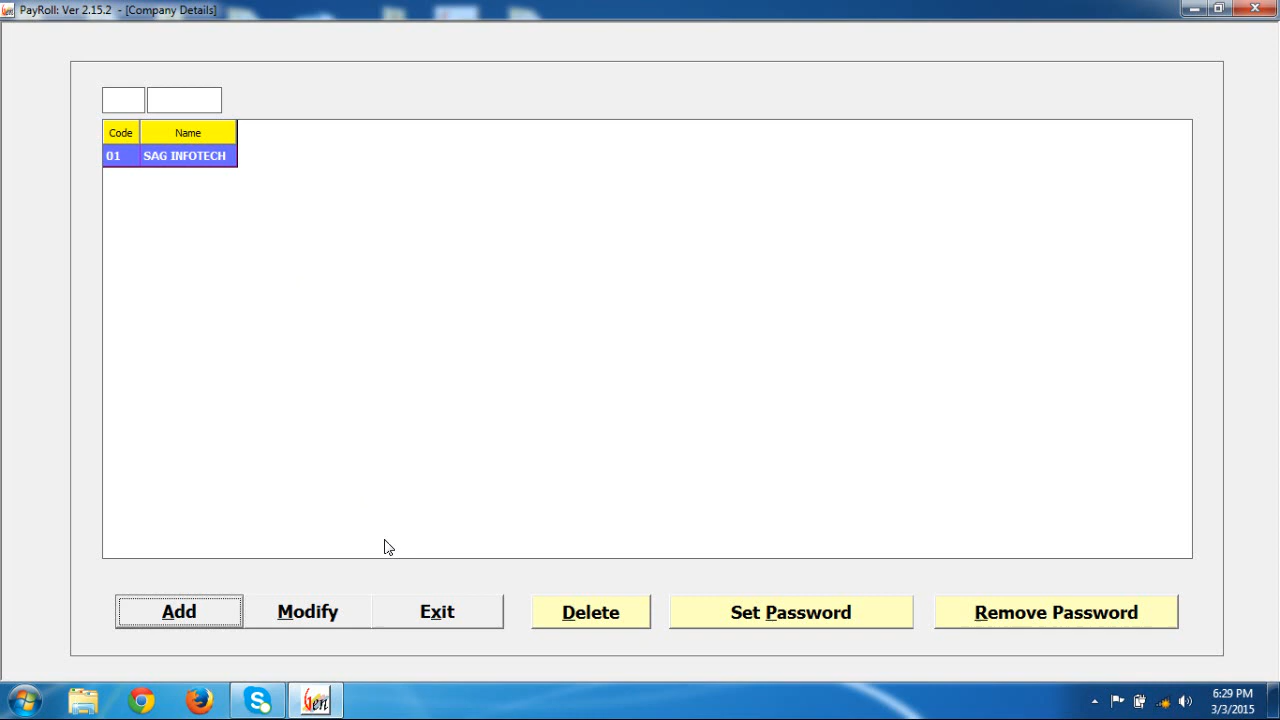 PayRoll: Ver 2.15.2 - [Company Details]
Code Name
01 SAG INFOTECH
Add Modify Exit Delete Set Password Remove Password
Gen
6:29 PM
3/3/2015